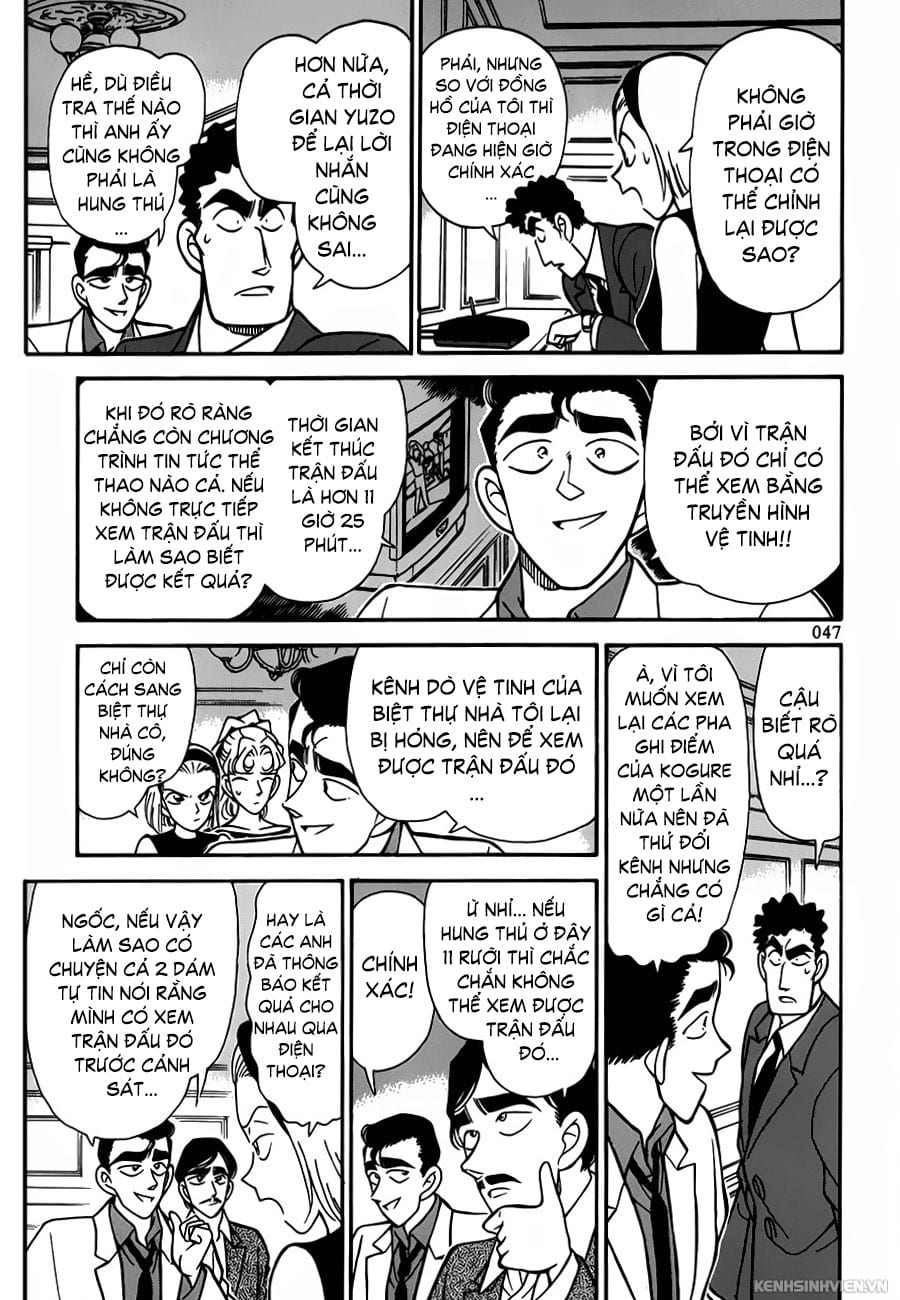 KHÔNG
PHẢI GIỜ
TRONG ĐIỆN
THOẠI CÓ
THỂ CHỈNH
LẠI ĐƯỢC
SAO?
PHẢI, NHƯNG
SO VỚI ĐỒNG
HỒ CỦA TÔI THÌ
ĐIỆN THOẠI
ĐANG HIỆN GIỜ
CHÍNH XÁC
...
HƠN NỮA,
CẢ THỜI
GIAN YUZO
ĐỂ LẠI LỜI
NHẮN
CŨNG
KHÔNG
SAI...
HỀ, DÙ ĐIỀU
TRA THẾ NÀO
THÌ ANH ẤY
CŨNG KHÔNG
PHẢI LÀ
HUNG THỦ
...
BỞI VÌ TRẬN
ĐẤU ĐÓ CHỈ CÓ
THỂ XEM BẰNG
TRUYỀN HÌNH
VỆ TINH!!
THỜI GIAN
KẾT THÚC
TRẬN ĐẤU
LÀ HƠN 11
GIỜ 25
PHÚT...
KHI ĐÓ RÕ RÀNG
CHẲNG CÒN CHƯƠNG
TRÌNH TIN TỨC THỂ
THAO NÀO CẢ. NẾU
KHÔNG TRỰC TIẾP
XEM TRẬN ĐẤU THÌ
LÀM SAO BIẾT
ĐƯỢC KẾT QUẢ?
047
CẬU
BIẾT RÕ
QUÁ
NHỈ...?
À, VÌ TÔI
MUỐN XEM
LẠI CÁC PHA
GHI ĐIỂM
CỦA KOGURE
MỘT LẦN
NỮA NÊN ĐÃ
THỬ ĐỔI
KÊNH NHƯNG
CHẲNG CÓ
GÌ CẢ!
KÊNH DÒ VỆ TINH CỦA
BIỆT THỰ NHÀ TÔI LẠI
BỊ HỎNG, NÊN ĐỂ XEM
ĐƯỢC TRẬN ĐẤU ĐÓ
...
CHỈ CÒN
CÁCH SANG
BIỆT THỰ
NHÀ CÔ,
ĐÚNG
KHÔNG?
Ừ NHỈ... NẾU
HUNG THỦ Ở ĐÂY
11 RƯỠI THÌ CHẮC
CHẮN KHÔNG
THỂ XEM ĐƯỢC
TRẬN ĐẤU
ĐÓ...
CHÍNH
XÁC!
HAY LÀ
CÁC ANH
ĐÃ THÔNG
BÁO KẾT
QUẢ CHO
NHAU QUA
ĐIỆN
THOẠI?
NGỐC, NẾU VẬY
LÀM SAO CÓ
CHUYỆN CẢ 2 DÁM
TỰ TIN NÓI RẰNG
MÌNH CÓ XEM
TRẬN ĐẤU ĐÓ
TRƯỚC CẢNH
SÁT...
KENHSINHVIEN.VN